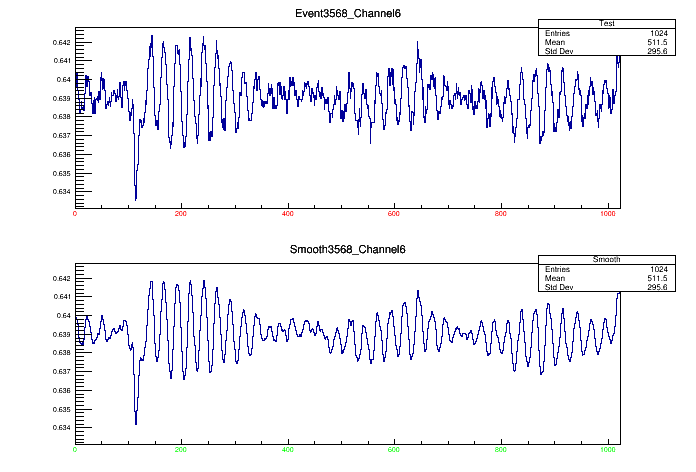 Event3568_Channel6
Test
Entries 1024
Mean 511.5
Std Dev 295.6
0.642
0.641
0.64
0.639
0.638
0.637
0.636
0.635
0.634
0 200 400 600 800 1000
Smooth3568_Channel6
Smooth
Entries 1024
Mean 511.5
Std Dev 295.6
0.642
0.641
0.64
0.639
0.638
0.637
0.636
0.635
0.634
0 200 400 600 800 1000